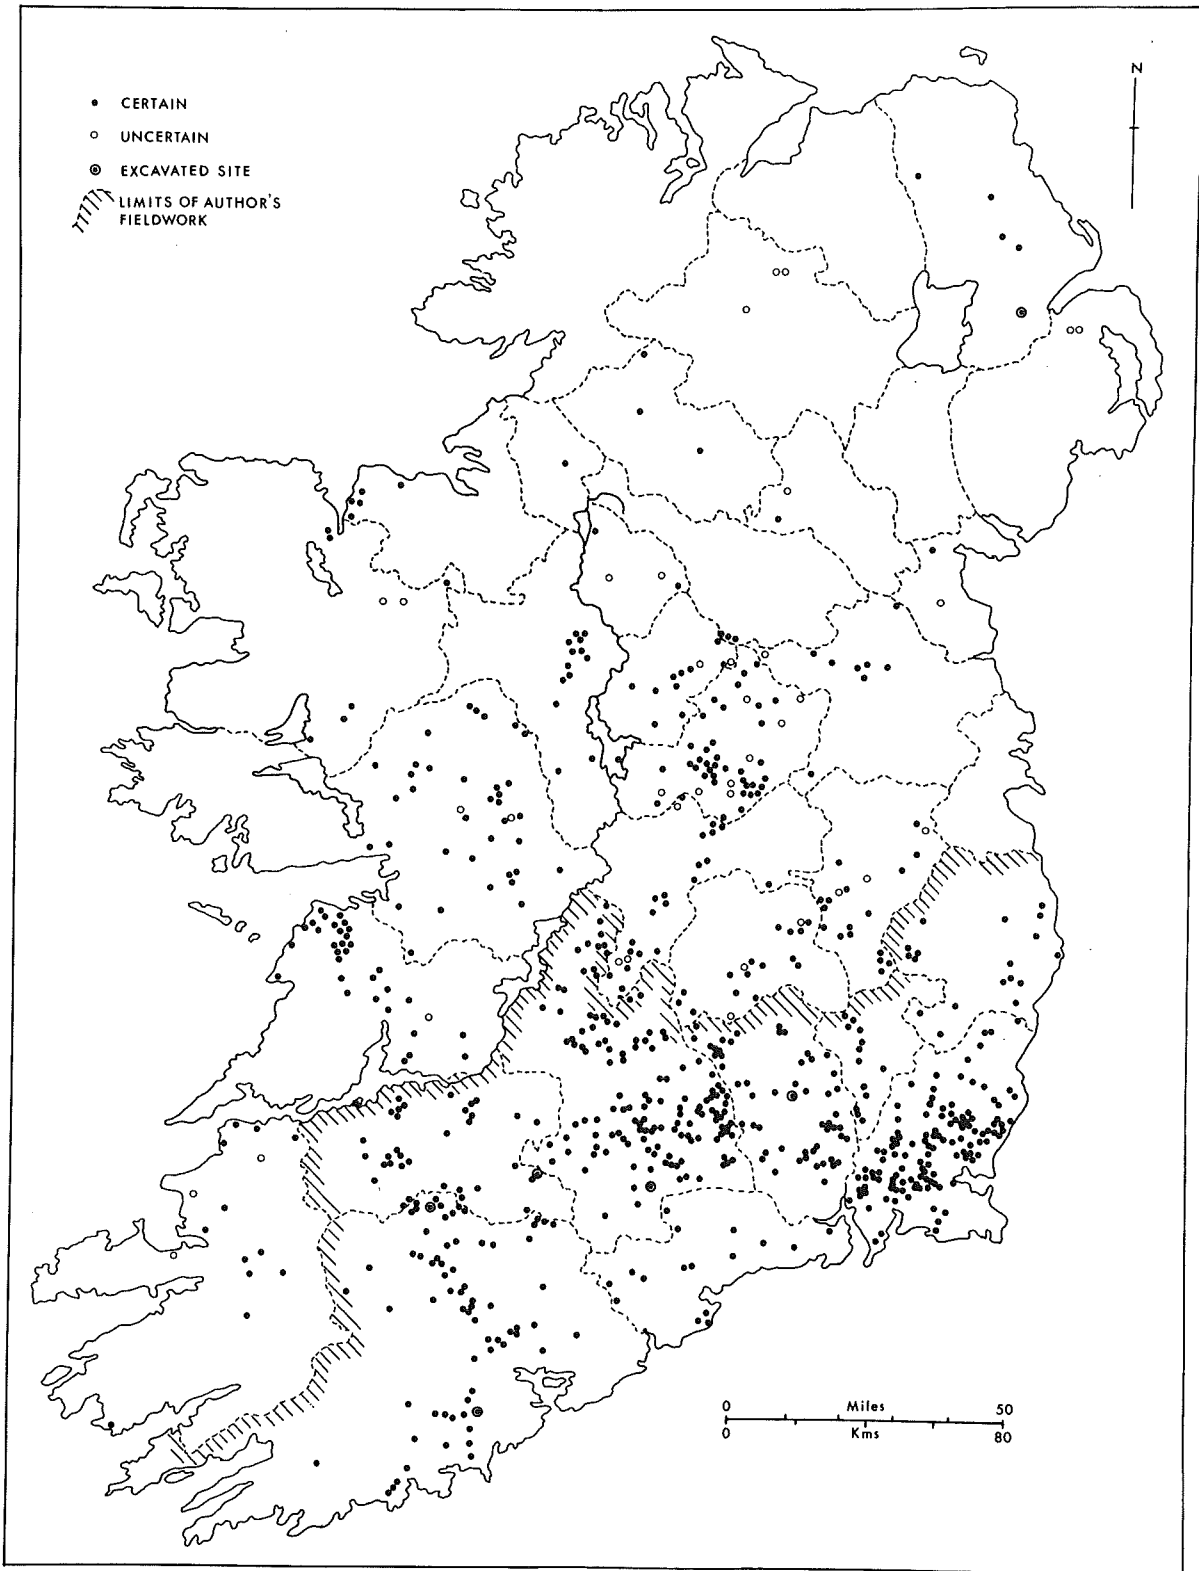 CERTAIN
UNCERTAIN
EXCAVATED SITE
LIMITS OF AUTHOR'S
FIELDWORK
N
0 Miles 50
0 Kms 80